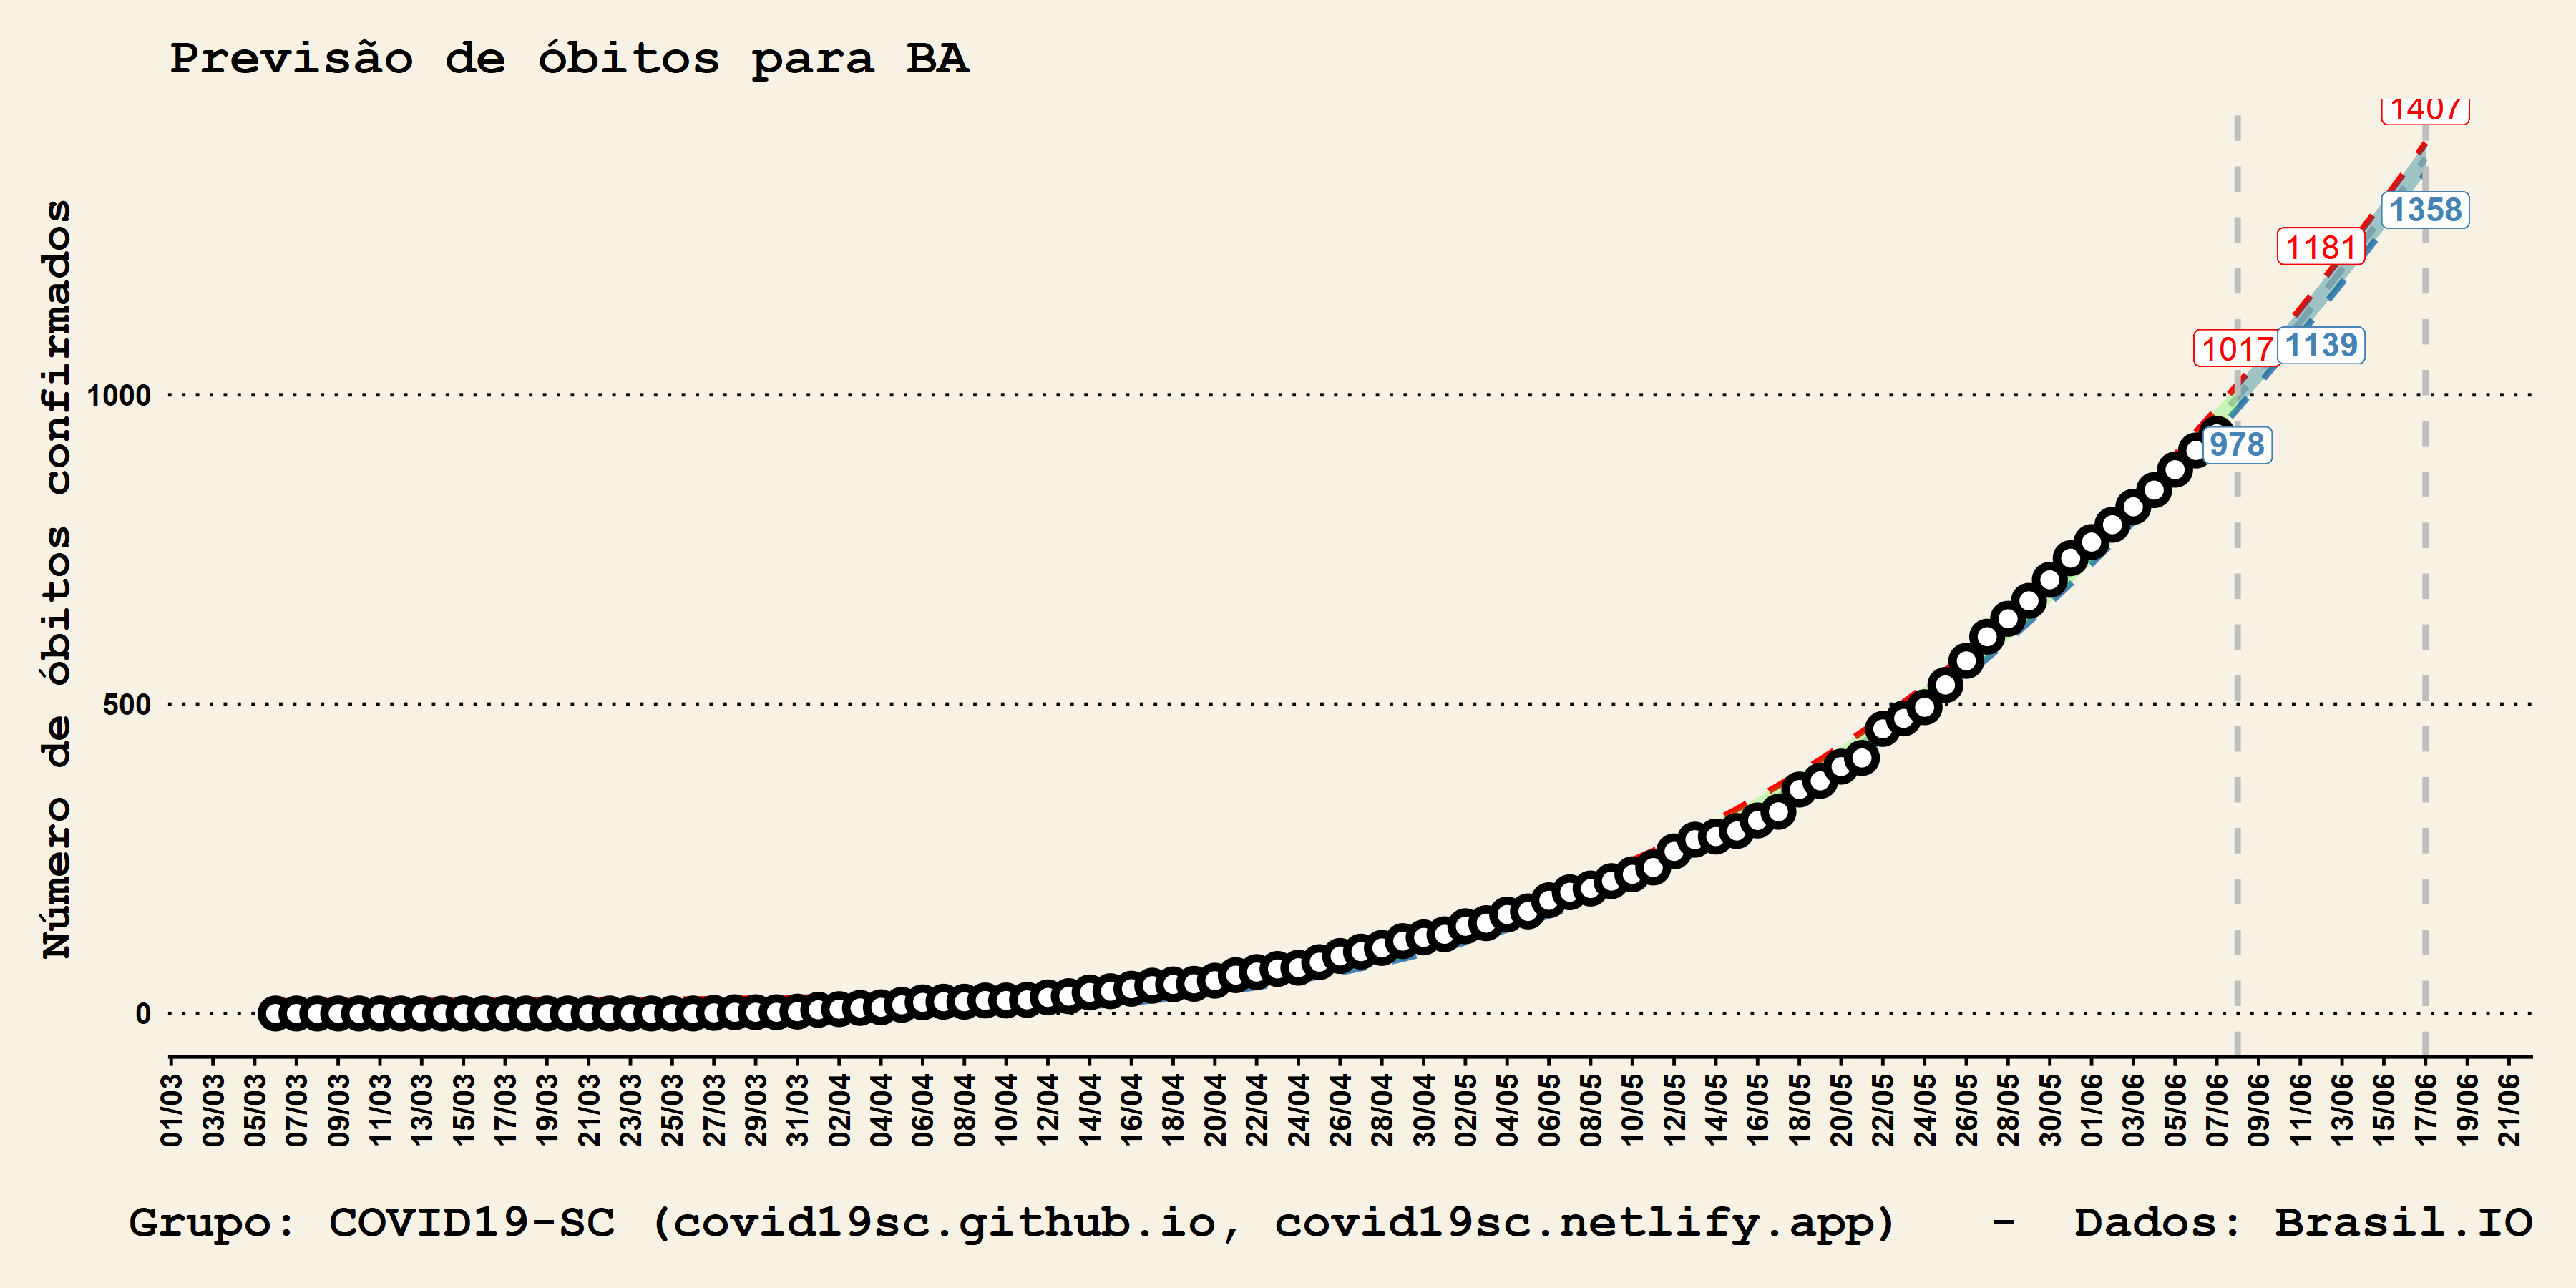 Previsão de óbitos para BA
Número de óbitos confirmados
1407
1358
1181
1017
1139
978
1000
500
0
01/03 03/03 05/03 07/03 09/03 11/03 13/03 15/03 17/03 19/03 21/03 23/03 25/03 27/03 29/03 31/03 02/04 04/04 06/04 08/04 10/04 12/04 14/04 16/04 18/04 20/04 22/04 24/04 26/04 28/04 30/04 02/05 04/05 06/05 08/05 10/05 12/05 14/05 16/05 18/05 20/05 22/05 24/05 26/05 28/05 30/05 01/06 03/06 05/06 07/06 09/06 11/06 13/06 15/06 17/06 19/06 21/06
Grupo: COVID19-SC (covid19sc.github.io, covid19sc.netlify.app) - Dados: Brasil.IO